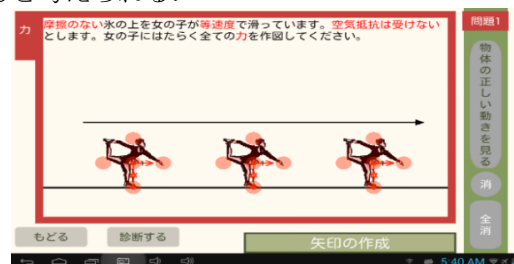 力
摩擦のない氷の上を女の子が等速度で滑っています。空気抵抗は受けない
とします。女の子にはたらく全ての力を作図してください。
問題1
物体の正しい動きを見る
消
全消
もどる
診断する
矢印の作成
5:40 AM